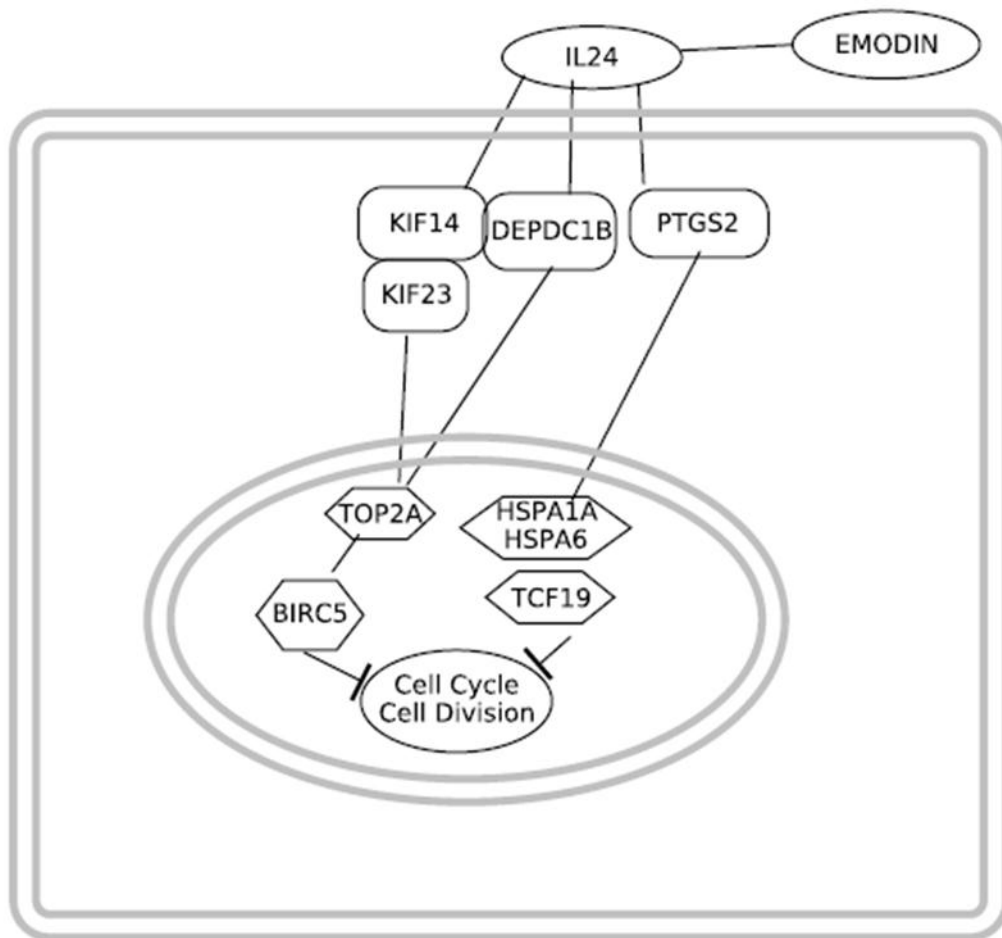 IL24
EMODIN
KIF14
DEPDC1B
PTGS2
KIF23
TOP2A
HSPA1A
HSPA6
TCF19
BIRC5
Cell Cycle
Cell Division